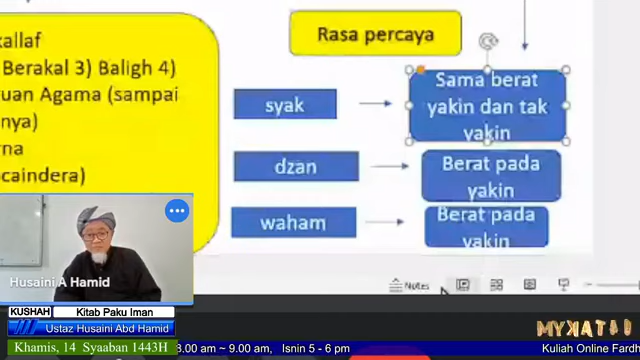 allaf
Berakal 3) Baligh 4)
uan Agama (sampai
nya)
rna
caindera)
Rasa percaya
syak
Sama berat
yakin dan tak
yakin
dzan
Berat pada
yakin
waham
Berat pada
yakin
Notes
Husaini A Hamid
KUSHAH
Kitab Paku Iman
Ustaz Husaini Abd Hamid
MYKATDD
Khamis, 14 Syaaban 1443H
8.00 am ~ 9.00 am, Isnin 5 - 6 pm
Kuliah Online Fardh